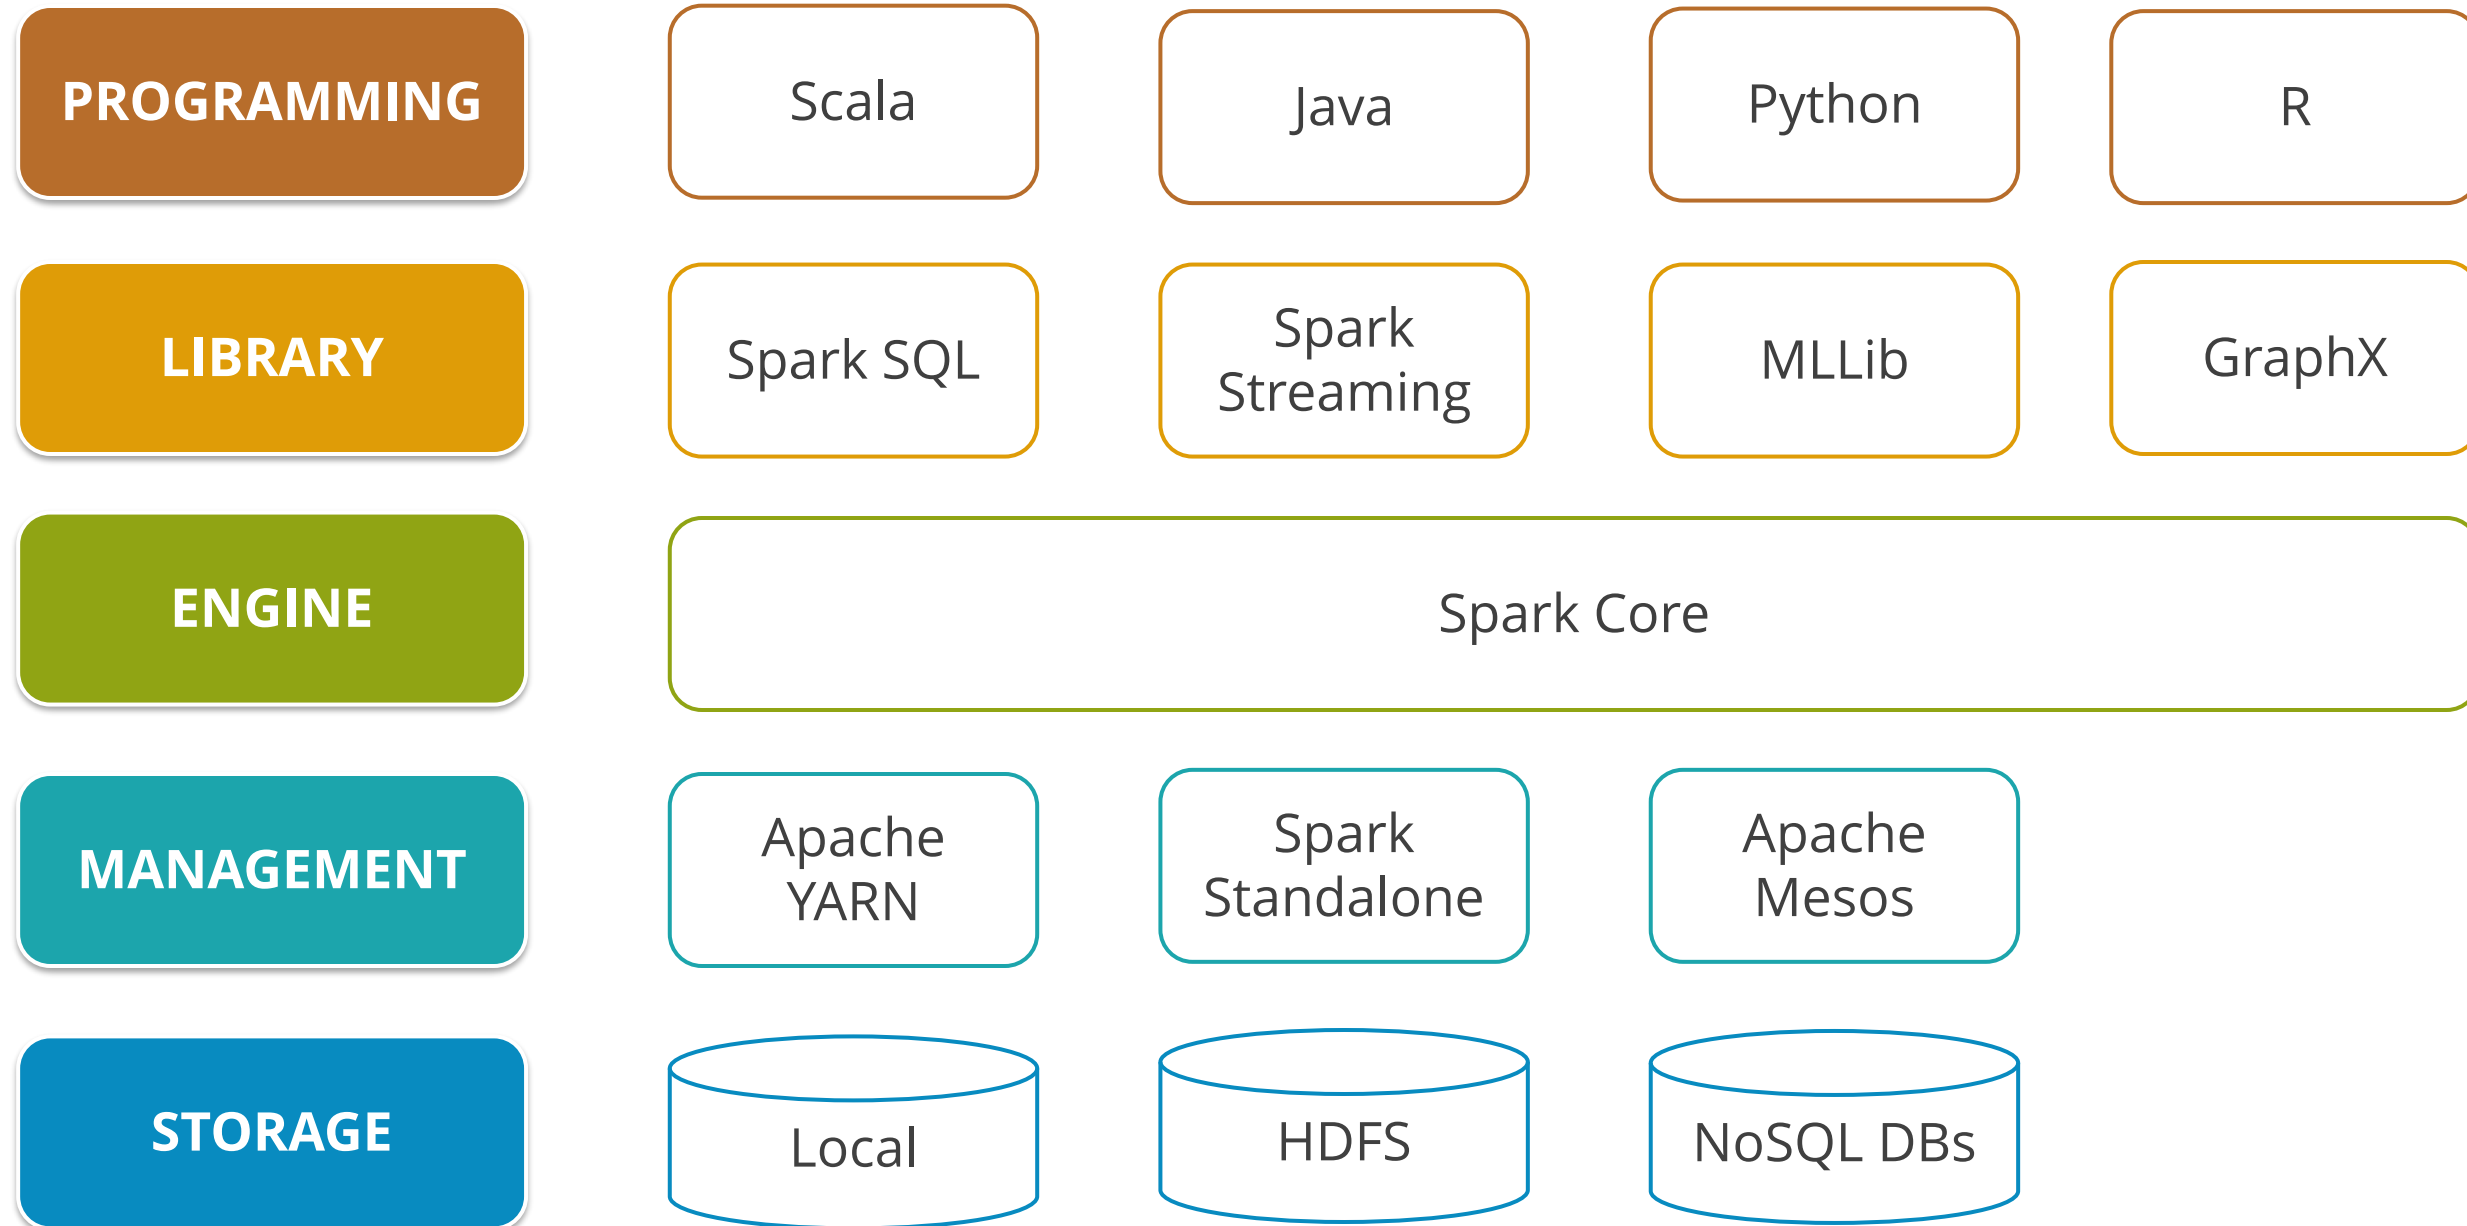 PROGRAMMING
Scala
Java
Python
R
LIBRARY
Spark SQL
Spark
Streaming
MLLib
GraphX
ENGINE
Spark Core
MANAGEMENT
Apache
YARN
Spark
Standalone
Apache
Mesos
STORAGE
Local
HDFS
NoSQL DBs